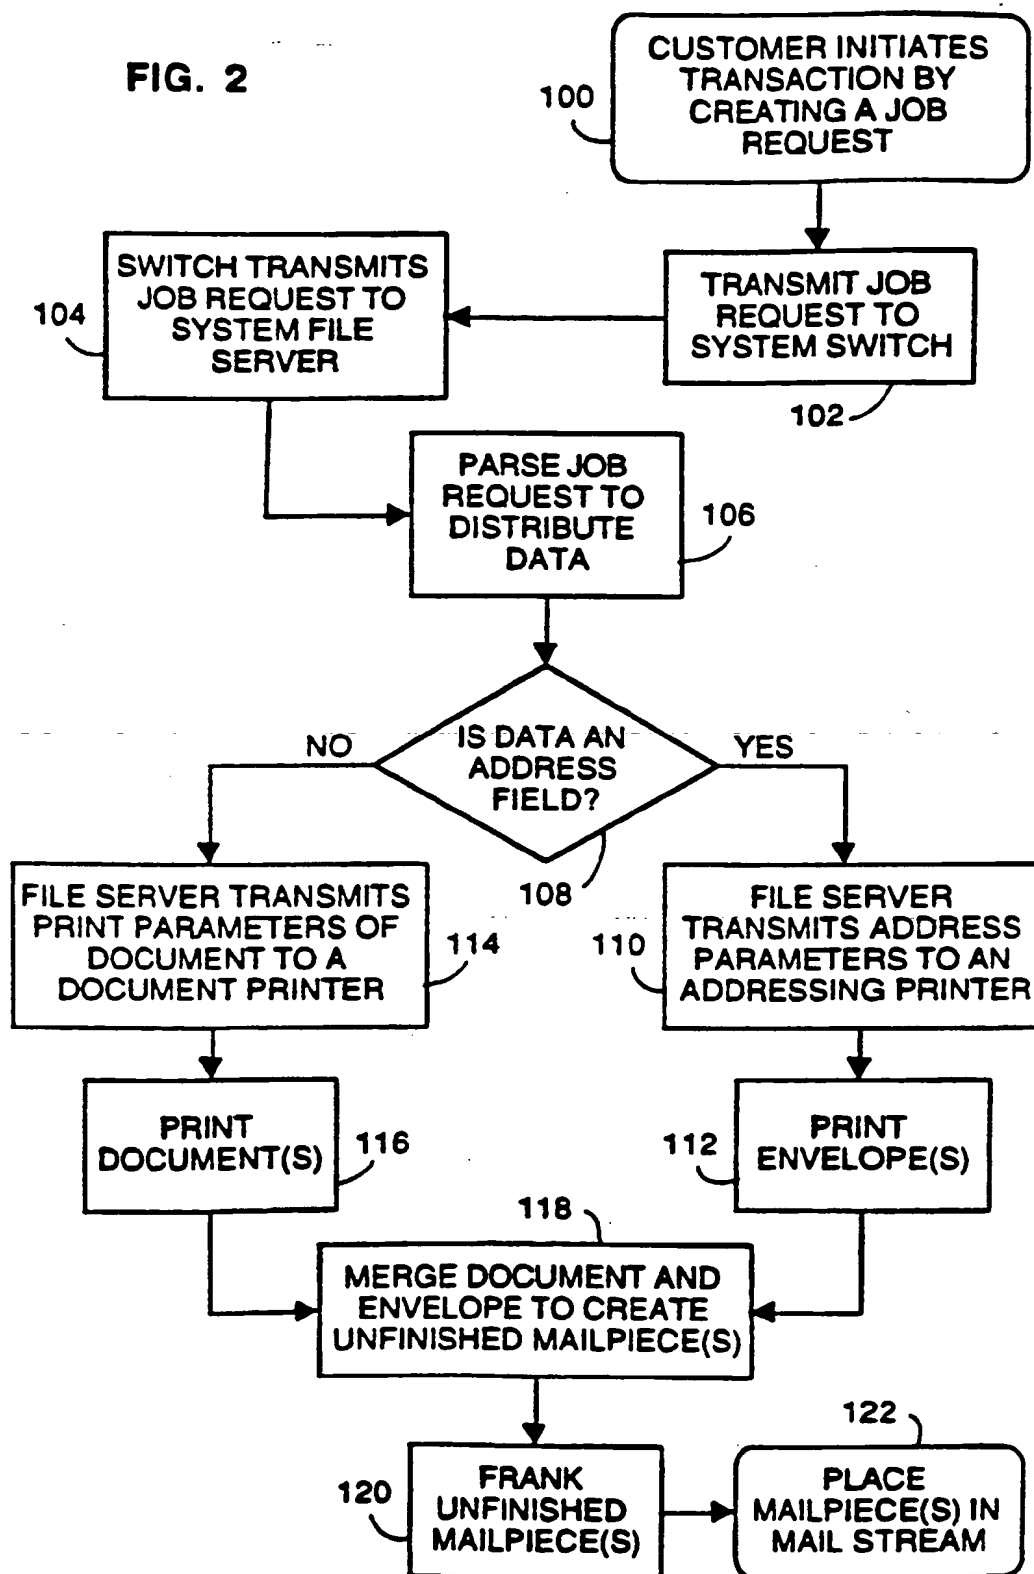 FIG. 2
CUSTOMER INITIATES
TRANSACTION BY
CREATING A JOB
REQUEST
100
TRANSMIT JOB
REQUEST TO
SYSTEM SWITCH
102
SWITCH TRANSMITS
JOB REQUEST TO
SYSTEM FILE
SERVER
104
PARSE JOB
REQUEST TO
DISTRIBUTE
DATA
106
IS DATA AN
ADDRESS
FIELD?
108
NO
YES
FILE SERVER TRANSMITS
PRINT PARAMETERS OF
DOCUMENT TO A
DOCUMENT PRINTER
114
FILE SERVER
TRANSMITS ADDRESS
PARAMETERS TO AN
ADDRESSING PRINTER
110
PRINT
DOCUMENT(S)
116
PRINT
ENVELOPE(S)
112
118
MERGE DOCUMENT AND
ENVELOPE TO CREATE
UNFINISHED MAILPIECE(S)
FRANK
UNFINISHED
MAILPIECE(S)
120
122
PLACE
MAILPIECE(S) IN
MAIL STREAM